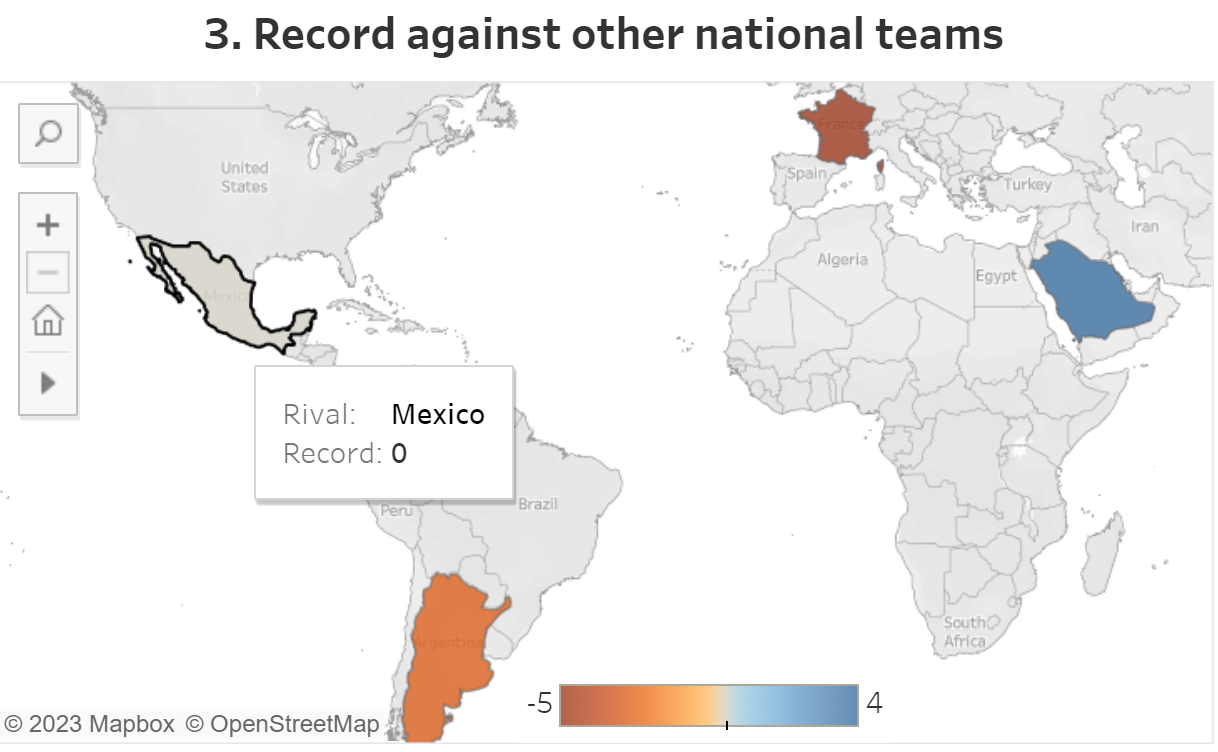 3. Record against other national teams
France
United
States
Spain
Turkey
Iran
Algeria
Egypt
Mexico
Rival: Mexico
Record: 0
Peru
Brazil
South
Africa
Argentina
-5
4
© 2023 Mapbox © OpenStreetMap